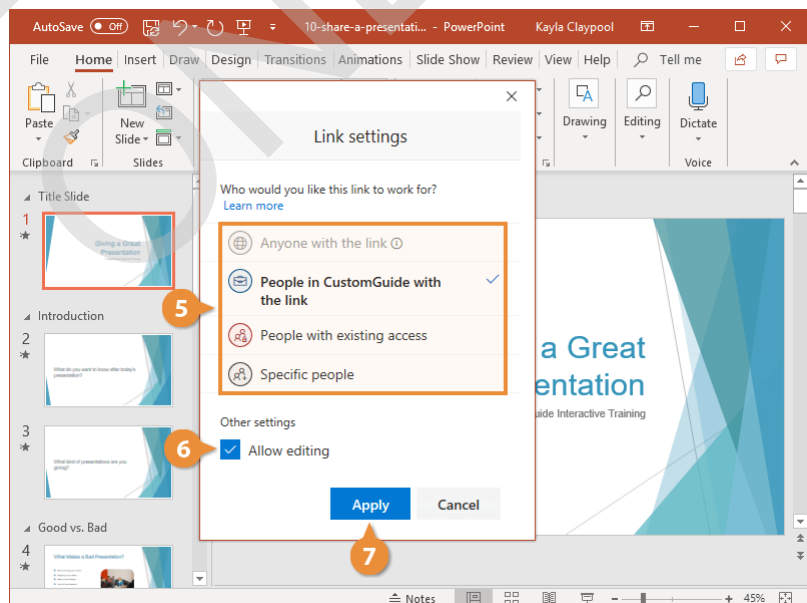 AutoSave Off 10-share-a-presentati... - PowerPoint Kayla Claypool
File Home Insert Draw Design Transitions Animations Slide Show Review View Help Tell me
Paste
New
Slide
Drawing
Editing
Dictate
Clipboard
Slides
Voice
Link settings
Who would you like this link to work for?
Learn more
Anyone with the link
People in CustomGuide with
the link
People with existing access
Specific people
5
Other settings
Allow editing
6
Apply
Cancel
7
Title Slide
1
Giving a Great
Presentation
Introduction
2
What do you want to know after today's
presentation?
3
What kind of presentations are you
giving?
Good vs. Bad
4
What Makes a Bad Presentation?
a Great
entation
uide Interactive Training
Notes
45%